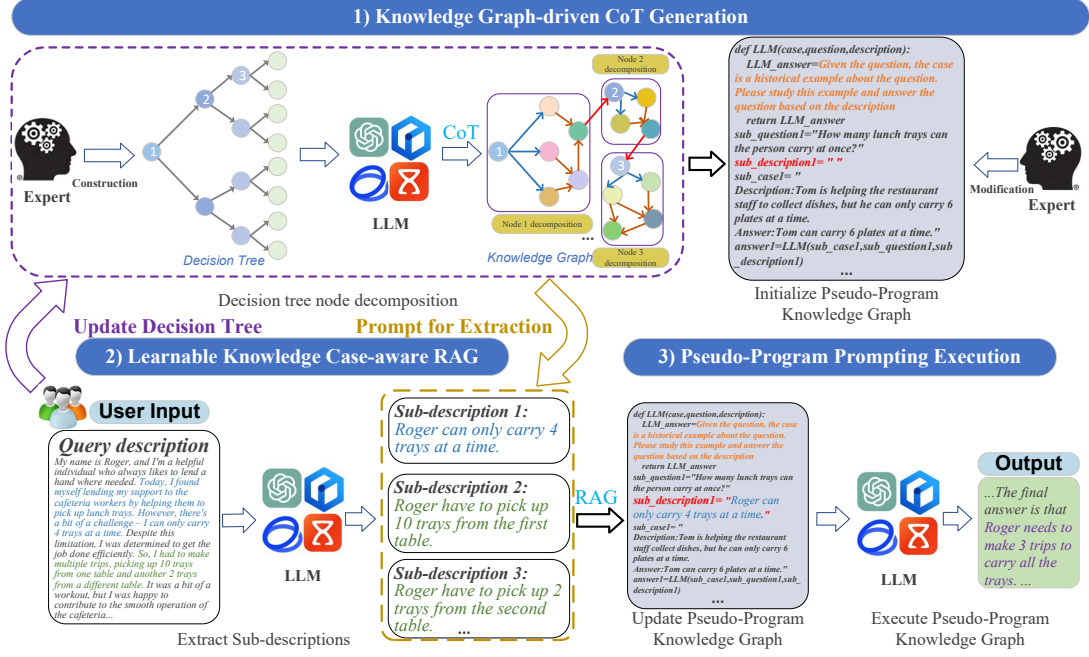 1) Knowledge Graph-driven CoT Generation
Expert
Construction
1
2
3
Decision Tree
LLM
CoT
1
Node 1 decomposition
...
Knowledge Graph
Node 2
decomposition
2
3
Node 3
decomposition
def LLM(case,question,description):
LLM_answer=Given the question, the case
is a historical example about the question.
Please study this example and answer the
question based on the description
return LLM_answer
sub_question1="How many lunch trays can
the person carry at once?"
sub_description1= " "
sub_case1= "
Description:Tom is helping the restaurant
staff to collect dishes, but he can only carry 6
plates at a time.
Answer:Tom can carry 6 plates at a time."
answer1=LLM(sub_case1,sub_question1,sub
_description1)
...
Modification
Expert
Decision tree node decomposition
Initialize Pseudo-Program
Knowledge Graph
Update Decision Tree
Prompt for Extraction
2) Learnable Knowledge Case-aware RAG
User Input
Query description
My name is Roger, and I'm a helpful
individual who always likes to lend a
hand where needed. Today, I found
myself lending my support to the
cafeteria workers by helping them to
pick up lunch trays. However, there's
a bit of a challenge – I can only carry
4 trays at a time. Despite this
limitation, I was determined to get the
job done efficiently. So, I had to make
multiple trips, picking up 10 trays
from one table and another 2 trays
from a different table. It was a bit of a
workout, but I was happy to
contribute to the smooth operation of
the cafeteria...
LLM
Extract Sub-descriptions
Sub-description 1:
Roger can only carry 4
trays at a time.
Sub-description 2:
Roger have to pick up
10 trays from the first
table.
Sub-description 3:
Roger have to pick up 2
trays from the second
table.
...
RAG
3) Pseudo-Program Prompting Execution
def LLM(case,question,description):
LLM_answer=Given the question, the case
is a historical example about the question.
Please study this example and answer the
question based on the description
return LLM_answer
sub_question1="How many lunch trays can
the person carry at once?"
sub_description1= "Roger can
only carry 4 trays at a time."
sub_case1= "
Description:Tom is helping the restaurant
staff collect dishes, but he can only carry 6
plates at a time.
Answer:Tom can carry 6 plates at a time."
answer1=LLM(sub_case1,sub_question1,sub_
description1)
...
Update Pseudo-Program
Knowledge Graph
LLM
Execute Pseudo-Program
Knowledge Graph
Output
...The final
answer is that
Roger needs to
make 3 trips to
carry all the
trays. ...